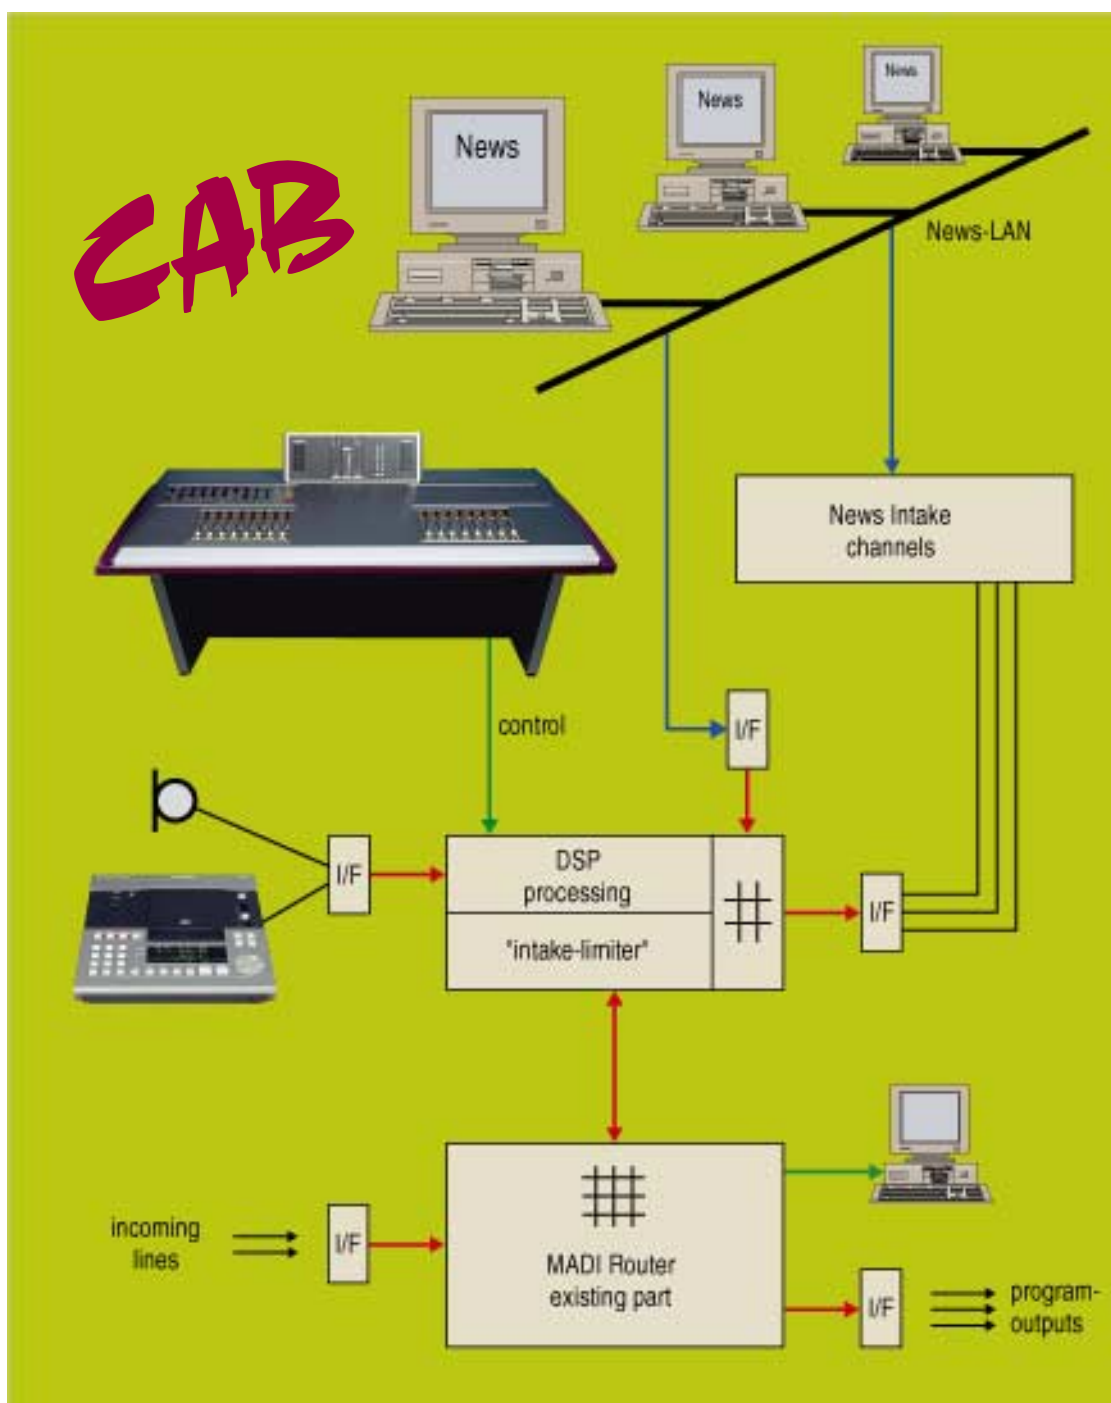 News
News
News
CAB
News-LAN
News Intake
channels
control
I/F
I/F
DSP
processing
"intake-limiter"
I/F
incoming
lines
I/F
MADI Router
existing part
I/F
program-
outputs